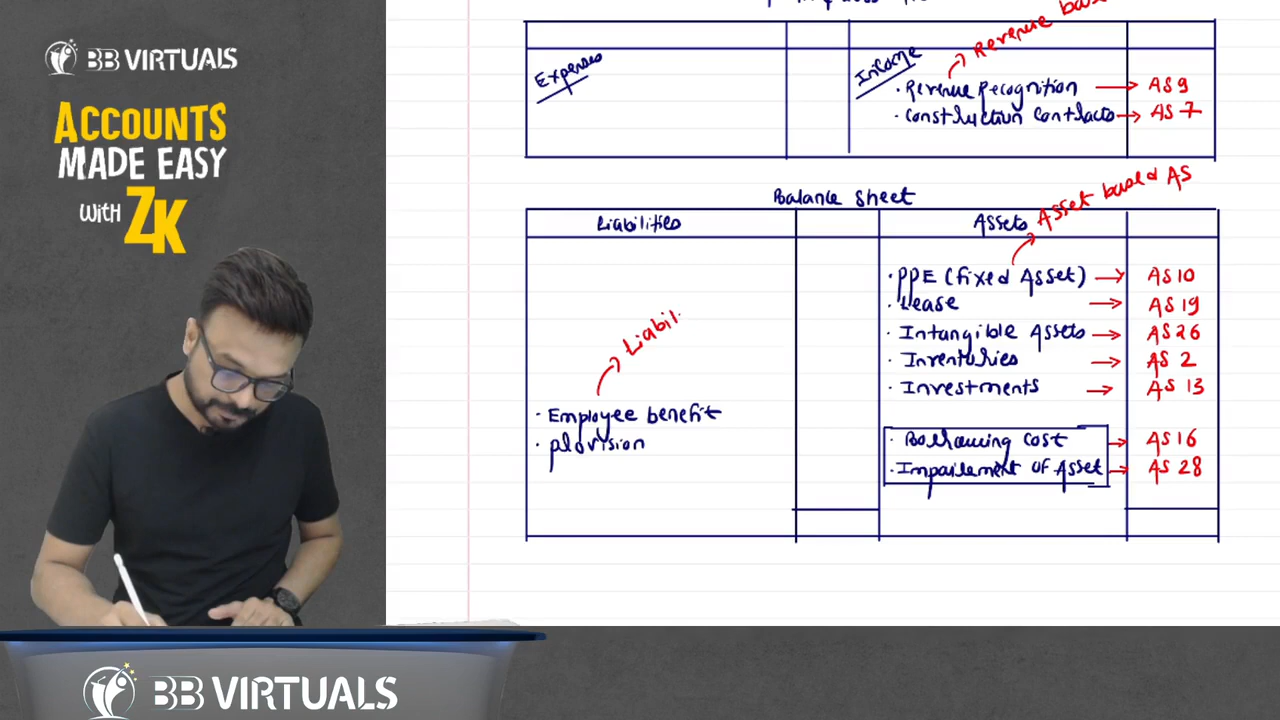 BB VIRTUALS
ACCOUNTS
MADE EASY
WITH ZK
Revenue base
Expenses
Income
· Revenue Recognition → AS 9
· Construction Contracts → AS 7
Balance Sheet
Asset based AS
Liabilities
Assets
· PPE (fixed Asset) → AS 10
· Lease → AS 19
· Intangible Assets → AS 26
· Inventories → AS 2
· Investments → AS 13
Liabil
· Employee benefit
· provision
· Borrowing cost → AS 16
· Impairement of Asset → AS 28
BB VIRTUALS